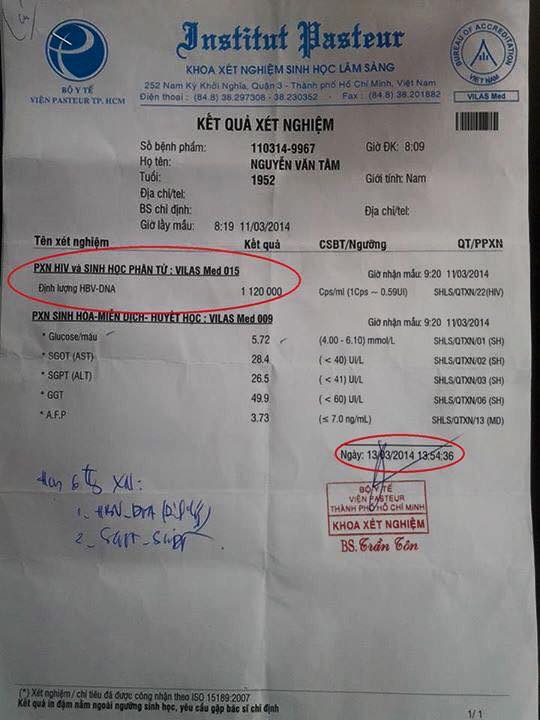 BỘ Y TẾ
VIỆN PASTEUR TP. HCM
Institut Pasteur
KHOA XÉT NGHIỆM SINH HỌC LÂM SÀNG
252 Nam Kỳ Khởi Nghĩa, Quận 3 - Thành phố Hồ Chí Minh, Việt Nam
Điện thoại : (84.8) 38.297308 - 38.230352 - Fax : (84.8) 38.201882
BUREAU OF ACCREDITATION
VIET NAM
VILAS Med
KẾT QUẢ XÉT NGHIỆM
Số bệnh phẩm: 110314-9967 Giờ ĐK: 8:09
Họ tên: NGUYỄN VĂN TÂM
Tuổi: 1952 Giới tính: Nam
Địa chỉ/tel:
BS chỉ định: Địa chỉ/tel:
Giờ lấy mẫu: 8:19 11/03/2014
Tên xét nghiệm Kết quả CSBT/Ngưỡng QT/PPXN
PXN HIV và SINH HỌC PHÂN TỬ : VILAS Med 015 Giờ nhận mẫu: 9:20 11/03/2014
Định lượng HBV-DNA 1 120 000 Cps/ml (1Cps ~ 0.59UI) SHLS/QTXN/22(HIV)
PXN SINH HÓA-MIỄN DỊCH- HUYẾT HỌC : VILAS Med 009 Giờ nhận mẫu: 9:20 11/03/2014
* Glucose/máu 5.72 (4.00 - 6.10) mmol/L SHLS/QTXN/01 (SH)
* SGOT (AST) 28.4 ( < 40) UI/L SHLS/QTXN/02 (SH)
* SGPT (ALT) 26.5 ( < 41) UI/L SHLS/QTXN/03 (SH)
* GGT 49.9 ( < 60) UI/L SHLS/QTXN/06 (SH)
* A.F.P 3.73 (≤ 7.0 ng/mL) SHLS/QTXN/13 (MD)
Ngày: 13/03/2014 13:54:36
BỘ Y TẾ
VIỆN PASTEUR
THÀNH PHỐ HỒ CHÍ MINH
KHOA XÉT NGHIỆM
BS. Trần Tôn
6 XN:
1_
2_ SGPT_SGOT
(*) Xét nghiệm / chỉ tiêu đã được công nhận theo ISO 15189:2007
Kết quả in đậm nằm ngoài ngưỡng sinh học, yêu cầu gặp bác sĩ chỉ định
1/ 1